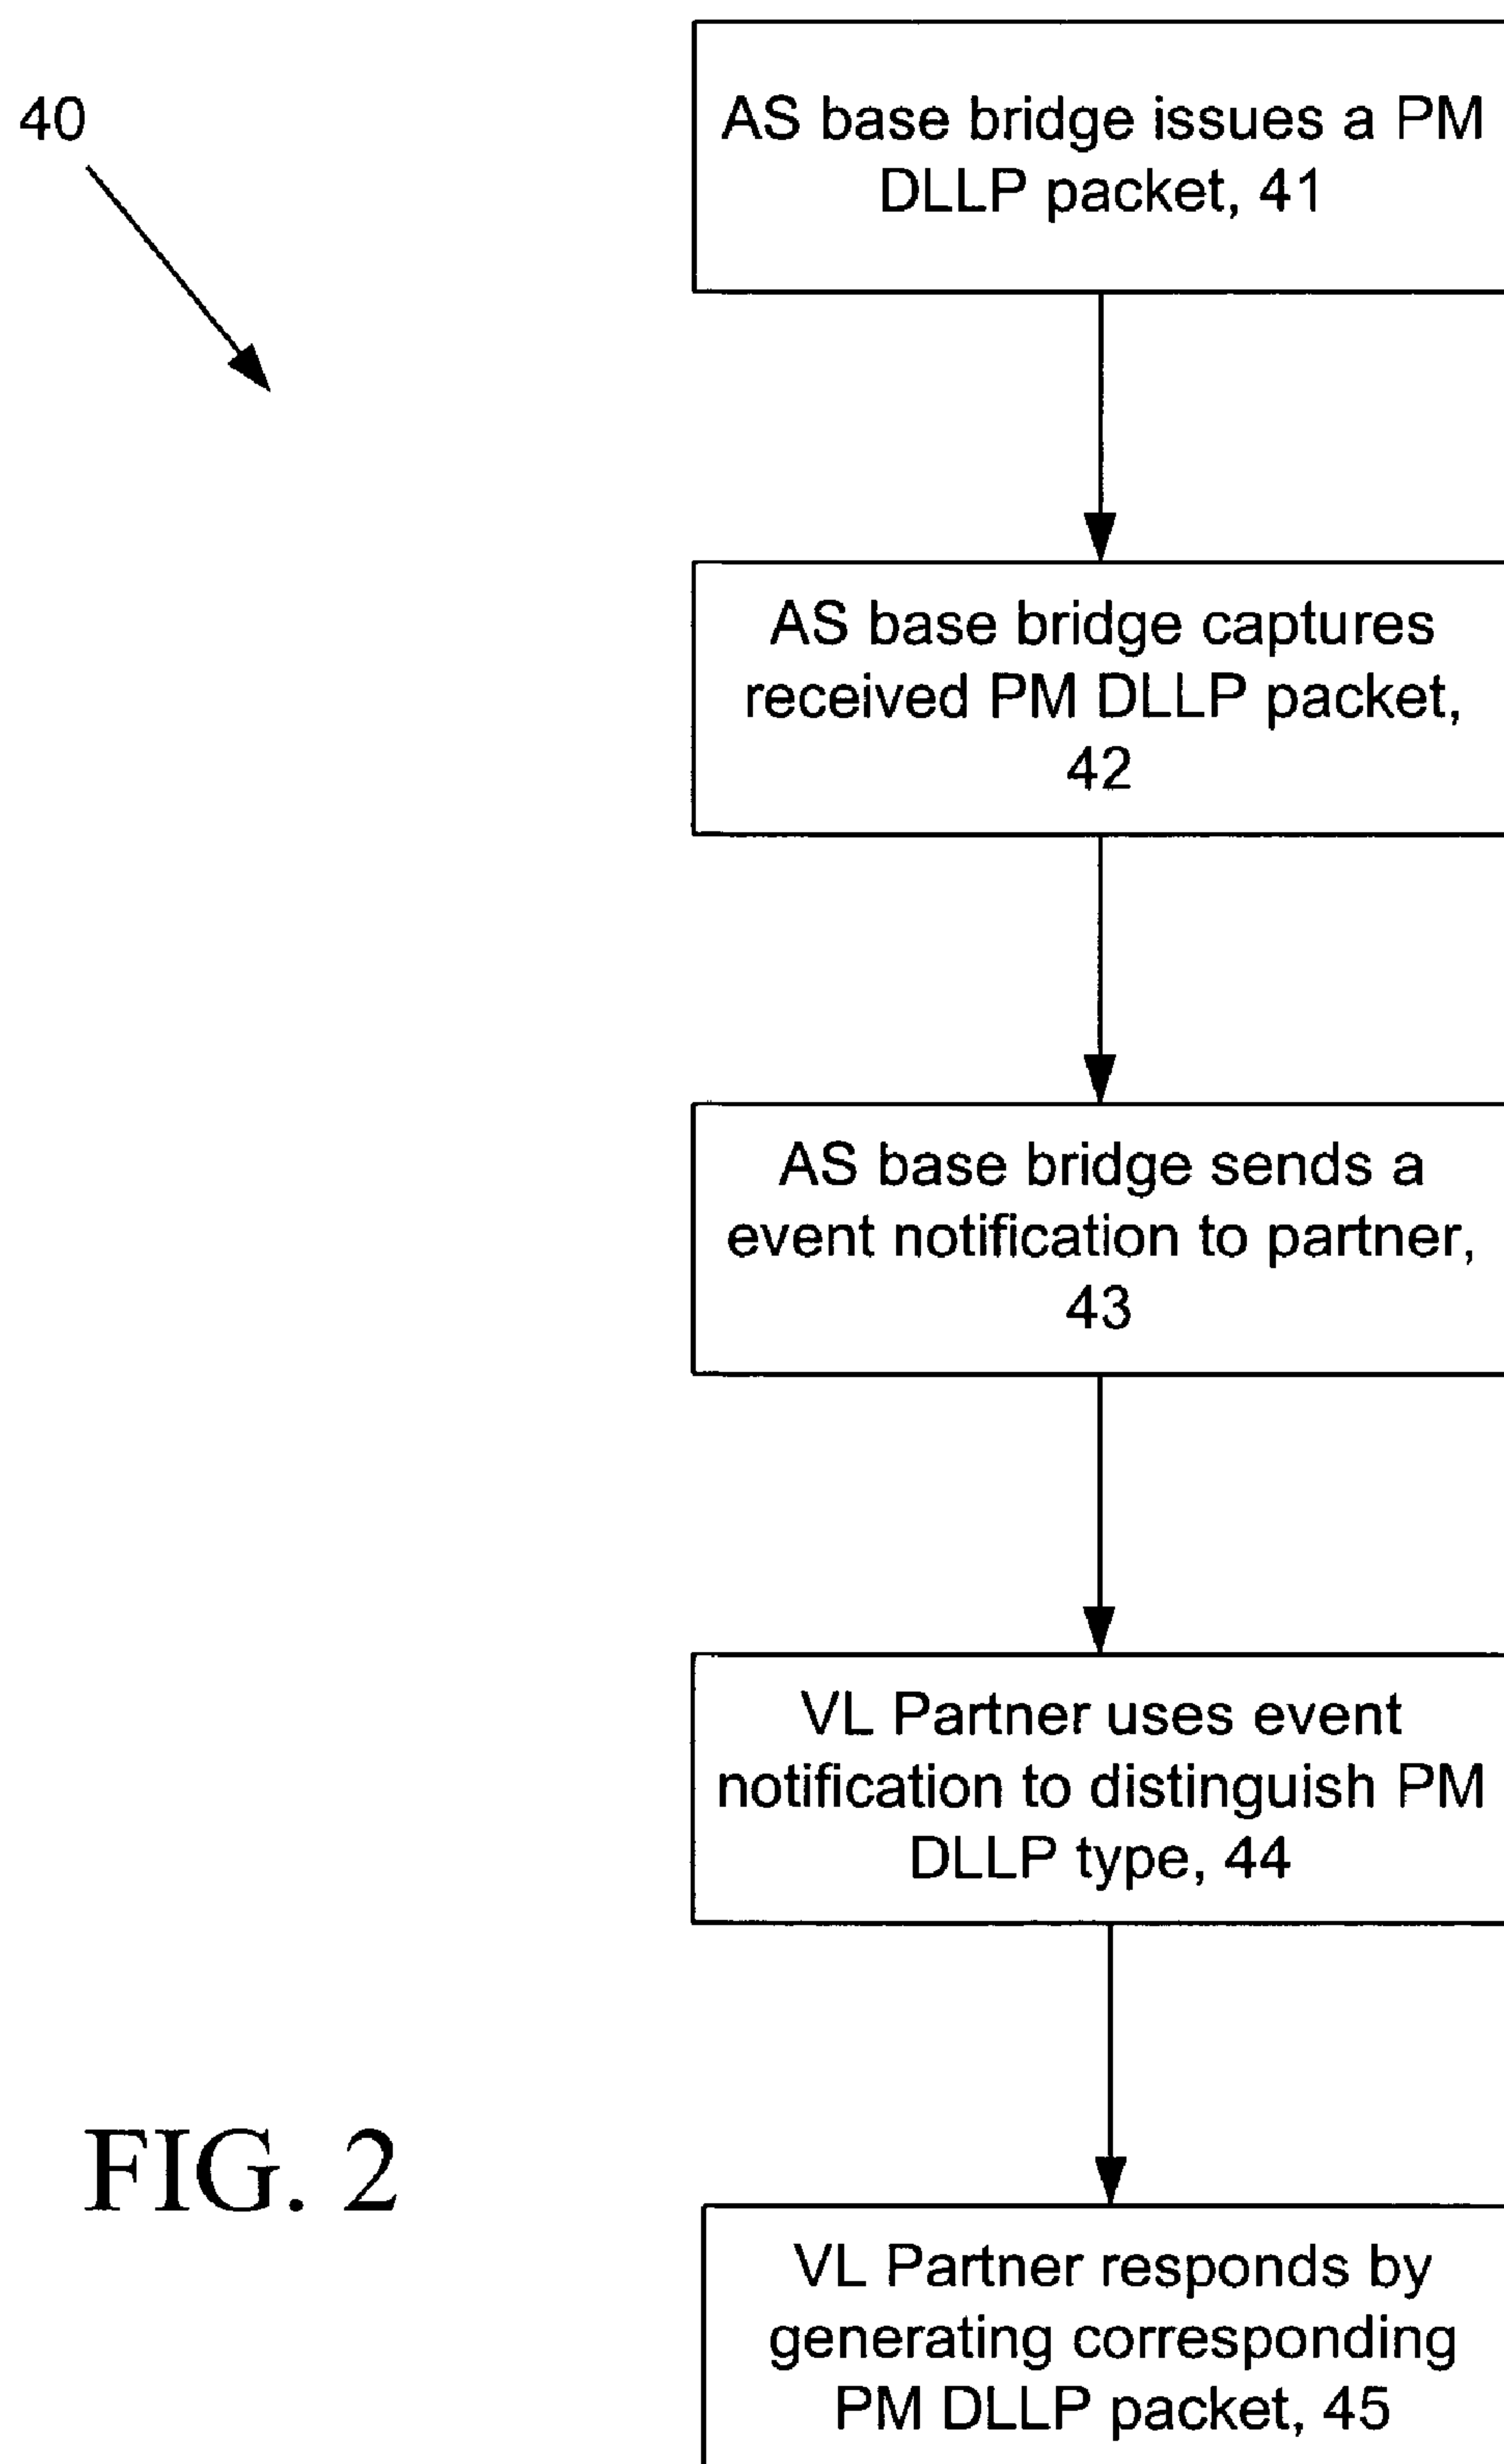 40
AS base bridge issues a PM
DLLP packet, 41
AS base bridge captures
received PM DLLP packet,
42
AS base bridge sends a
event notification to partner,
43
VL Partner uses event
notification to distinguish PM
DLLP type, 44
VL Partner responds by
generating corresponding
PM DLLP packet, 45
FIG. 2